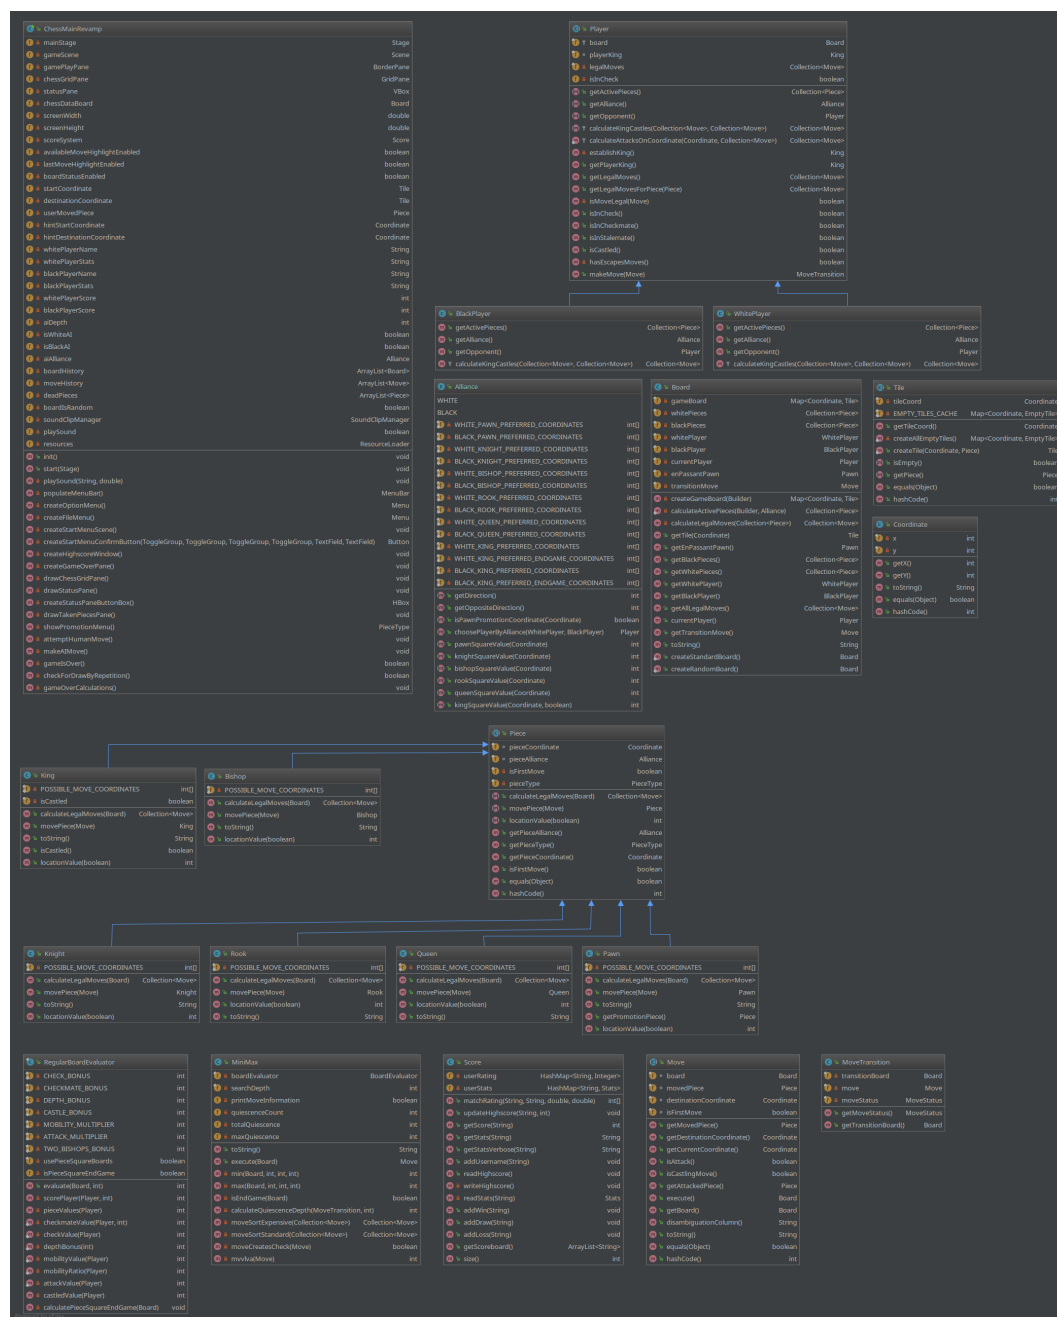 ChessMainRevamp
mainStage Stage
gameScene Scene
gamePlayPane BorderPane
chessGridPane GridPane
statusPane VBox
chessDataBoard Board
screenWidth double
screenHeight double
scoreSystem Score
availableMoveHighlightEnabled boolean
lastMoveHighlightEnabled boolean
boardStatusEnabled boolean
startCoordinate Tile
destinationCoordinate Tile
userMovedPiece Piece
hintStartCoordinate Coordinate
hintDestinationCoordinate Coordinate
whitePlayerName String
whitePlayerStats String
blackPlayerName String
blackPlayerStats String
whitePlayerScore int
blackPlayerScore int
aiDepth int
isWhiteAI boolean
isBlackAI boolean
aiAlliance Alliance
boardHistory ArrayList<Board>
moveHistory ArrayList<Move>
deadPieces ArrayList<Piece>
boardIsRandom boolean
soundClipManager SoundClipManager
playSound boolean
resources ResourceLoader
init() void
start(Stage) void
playSound(String, double) void
populateMenuBar() MenuBar
createOptionMenu() Menu
createFileMenu() Menu
createStartMenuScene() void
createStartMenuConfirmButton(ToggleGroup, ToggleGroup, ToggleGroup, ToggleGroup, TextField, TextField) Button
createHighscoreWindow() void
createGameOverPane() void
drawChessGridPane() void
drawStatusPane() void
createStatusPaneButtonBox() HBox
drawTakenPiecesPane() void
showPromotionMenu() PieceType
attemptHumanMove() void
makeAIMove() void
gameIsOver() boolean
checkForDrawByRepetition() boolean
gameOverCalculations() void
Player
board Board
playerKing King
legalMoves Collection<Move>
isInCheck boolean
getActivePieces() Collection<Piece>
getAlliance() Alliance
getOpponent() Player
calculateKingCastles(Collection<Move>, Collection<Move>) Collection<Move>
calculateAttacksOnCoordinate(Coordinate, Collection<Move>) Collection<Move>
establishKing() King
getPlayerKing() King
getLegalMoves() Collection<Move>
getLegalMovesForPiece(Piece) Collection<Move>
isMoveLegal(Move) boolean
isInCheck() boolean
isInCheckmate() boolean
isInStalemate() boolean
isCastled() boolean
hasEscapesMoves() boolean
makeMove(Move) MoveTransition
BlackPlayer
getActivePieces() Collection<Piece>
getAlliance() Alliance
getOpponent() Player
calculateKingCastles(Collection<Move>, Collection<Move>) Collection<Move>
WhitePlayer
getActivePieces() Collection<Piece>
getAlliance() Alliance
getOpponent() Player
calculateKingCastles(Collection<Move>, Collection<Move>) Collection<Move>
Alliance
WHITE
BLACK
WHITE_PAWN_PREFERRED_COORDINATES int[]
BLACK_PAWN_PREFERRED_COORDINATES int[]
WHITE_KNIGHT_PREFERRED_COORDINATES int[]
BLACK_KNIGHT_PREFERRED_COORDINATES int[]
WHITE_BISHOP_PREFERRED_COORDINATES int[]
BLACK_BISHOP_PREFERRED_COORDINATES int[]
WHITE_ROOK_PREFERRED_COORDINATES int[]
BLACK_ROOK_PREFERRED_COORDINATES int[]
WHITE_QUEEN_PREFERRED_COORDINATES int[]
BLACK_QUEEN_PREFERRED_COORDINATES int[]
WHITE_KING_PREFERRED_COORDINATES int[]
WHITE_KING_PREFERRED_ENDGAME_COORDINATES int[]
BLACK_KING_PREFERRED_COORDINATES int[]
BLACK_KING_PREFERRED_ENDGAME_COORDINATES int[]
getDirection() int
getOppositeDirection() int
isPawnPromotionCoordinate(Coordinate) boolean
choosePlayerByAlliance(WhitePlayer, BlackPlayer) Player
pawnSquareValue(Coordinate) int
knightSquareValue(Coordinate) int
bishopSquareValue(Coordinate) int
rookSquareValue(Coordinate) int
queenSquareValue(Coordinate) int
kingSquareValue(Coordinate, boolean) int
Board
gameBoard Map<Coordinate, Tile>
whitePieces Collection<Piece>
blackPieces Collection<Piece>
whitePlayer WhitePlayer
blackPlayer BlackPlayer
currentPlayer Player
enPassantPawn Pawn
transitionMove Move
createGameBoard(Builder) Map<Coordinate, Tile>
calculateActivePieces(Builder, Alliance) Collection<Piece>
calculateLegalMoves(Collection<Piece>) Collection<Move>
getTile(Coordinate) Tile
getEnPassantPawn() Pawn
getBlackPieces() Collection<Piece>
getWhitePieces() Collection<Piece>
getWhitePlayer() WhitePlayer
getBlackPlayer() BlackPlayer
getAllLegalMoves() Collection<Move>
currentPlayer() Player
getTransitionMove() Move
toString() String
createStandardBoard() Board
createRandomBoard() Board
Tile
tileCoord Coordinate
EMPTY_TILES_CACHE Map<Coordinate, EmptyTile>
getTileCoord() Coordinate
createAllEmptyTiles() Map<Coordinate, EmptyTile>
createTile(Coordinate, Piece) Tile
isEmpty() boolean
getPiece() Piece
equals(Object) boolean
hashCode() int
Coordinate
x int
y int
getX() int
getY() int
toString() String
equals(Object) boolean
hashCode() int
Piece
pieceCoordinate Coordinate
pieceAlliance Alliance
isFirstMove boolean
pieceType PieceType
calculateLegalMoves(Board) Collection<Move>
movePiece(Move) Piece
locationValue(boolean) int
getPieceAlliance() Alliance
getPieceType() PieceType
getPieceCoordinate() Coordinate
isFirstMove() boolean
equals(Object) boolean
hashCode() int
King
POSSIBLE_MOVE_COORDINATES int[]
isCastled boolean
calculateLegalMoves(Board) Collection<Move>
movePiece(Move) King
toString() String
isCastled() boolean
locationValue(boolean) int
Bishop
POSSIBLE_MOVE_COORDINATES int[]
calculateLegalMoves(Board) Collection<Move>
movePiece(Move) Bishop
toString() String
locationValue(boolean) int
Knight
POSSIBLE_MOVE_COORDINATES int[]
calculateLegalMoves(Board) Collection<Move>
movePiece(Move) Knight
toString() String
locationValue(boolean) int
Rook
POSSIBLE_MOVE_COORDINATES int[]
calculateLegalMoves(Board) Collection<Move>
movePiece(Move) Rook
locationValue(boolean) int
toString() String
Queen
POSSIBLE_MOVE_COORDINATES int[]
calculateLegalMoves(Board) Collection<Move>
movePiece(Move) Queen
locationValue(boolean) int
toString() String
Pawn
POSSIBLE_MOVE_COORDINATES int[]
calculateLegalMoves(Board) Collection<Move>
movePiece(Move) Pawn
toString() String
getPromotionPiece() Piece
locationValue(boolean) int
RegularBoardEvaluator
CHECK_BONUS int
CHECKMATE_BONUS int
DEPTH_BONUS int
CASTLE_BONUS int
MOBILITY_MULTIPLIER int
ATTACK_MULTIPLIER int
TWO_BISHOPS_BONUS int
usePieceSquareBoards boolean
isPieceSquareEndGame boolean
evaluate(Board, int) int
scorePlayer(Player, int) int
pieceValues(Player) int
checkmateValue(Player, int) int
checkValue(Player) int
depthBonus(int) int
mobilityValue(Player) int
mobilityRatio(Player) int
attackValue(Player) int
castledValue(Player) int
calculatePieceSquareEndGame(Board) void
MiniMax
boardEvaluator BoardEvaluator
searchDepth int
printMoveInformation boolean
quiescenceCount int
totalQuiescence int
maxQuiescence int
toString() String
execute(Board) Move
min(Board, int, int, int) int
max(Board, int, int, int) int
isEndGame(Board) boolean
calculateQuiescenceDepth(MoveTransition, int) int
moveSortExpensive(Collection<Move>) Collection<Move>
moveSortStandard(Collection<Move>) Collection<Move>
moveCreatesCheck(Move) boolean
mvvlva(Move) int
Score
userRating HashMap<String, Integer>
userStats HashMap<String, Stats>
matchRating(String, String, double, double) int[]
updateHighscore(String, int) void
getScore(String) int
getStats(String) String
getStatsVerbose(String) String
addUsername(String) void
readHighscore() void
writeHighscore() void
readStats(String) Stats
addWin(String) void
addDraw(String) void
addLoss(String) void
getScoreboard() ArrayList<String>
size() int
Move
board Board
movedPiece Piece
destinationCoordinate Coordinate
isFirstMove boolean
getMovedPiece() Piece
getDestinationCoordinate() Coordinate
getCurrentCoordinate() Coordinate
isAttack() boolean
isCastlingMove() boolean
getAttackedPiece() Piece
execute() Board
getBoard() Board
disambiguationColumn() String
toString() String
equals(Object) boolean
hashCode() int
MoveTransition
transitionBoard Board
move Move
moveStatus MoveStatus
getMoveStatus() MoveStatus
getTransitionBoard() Board